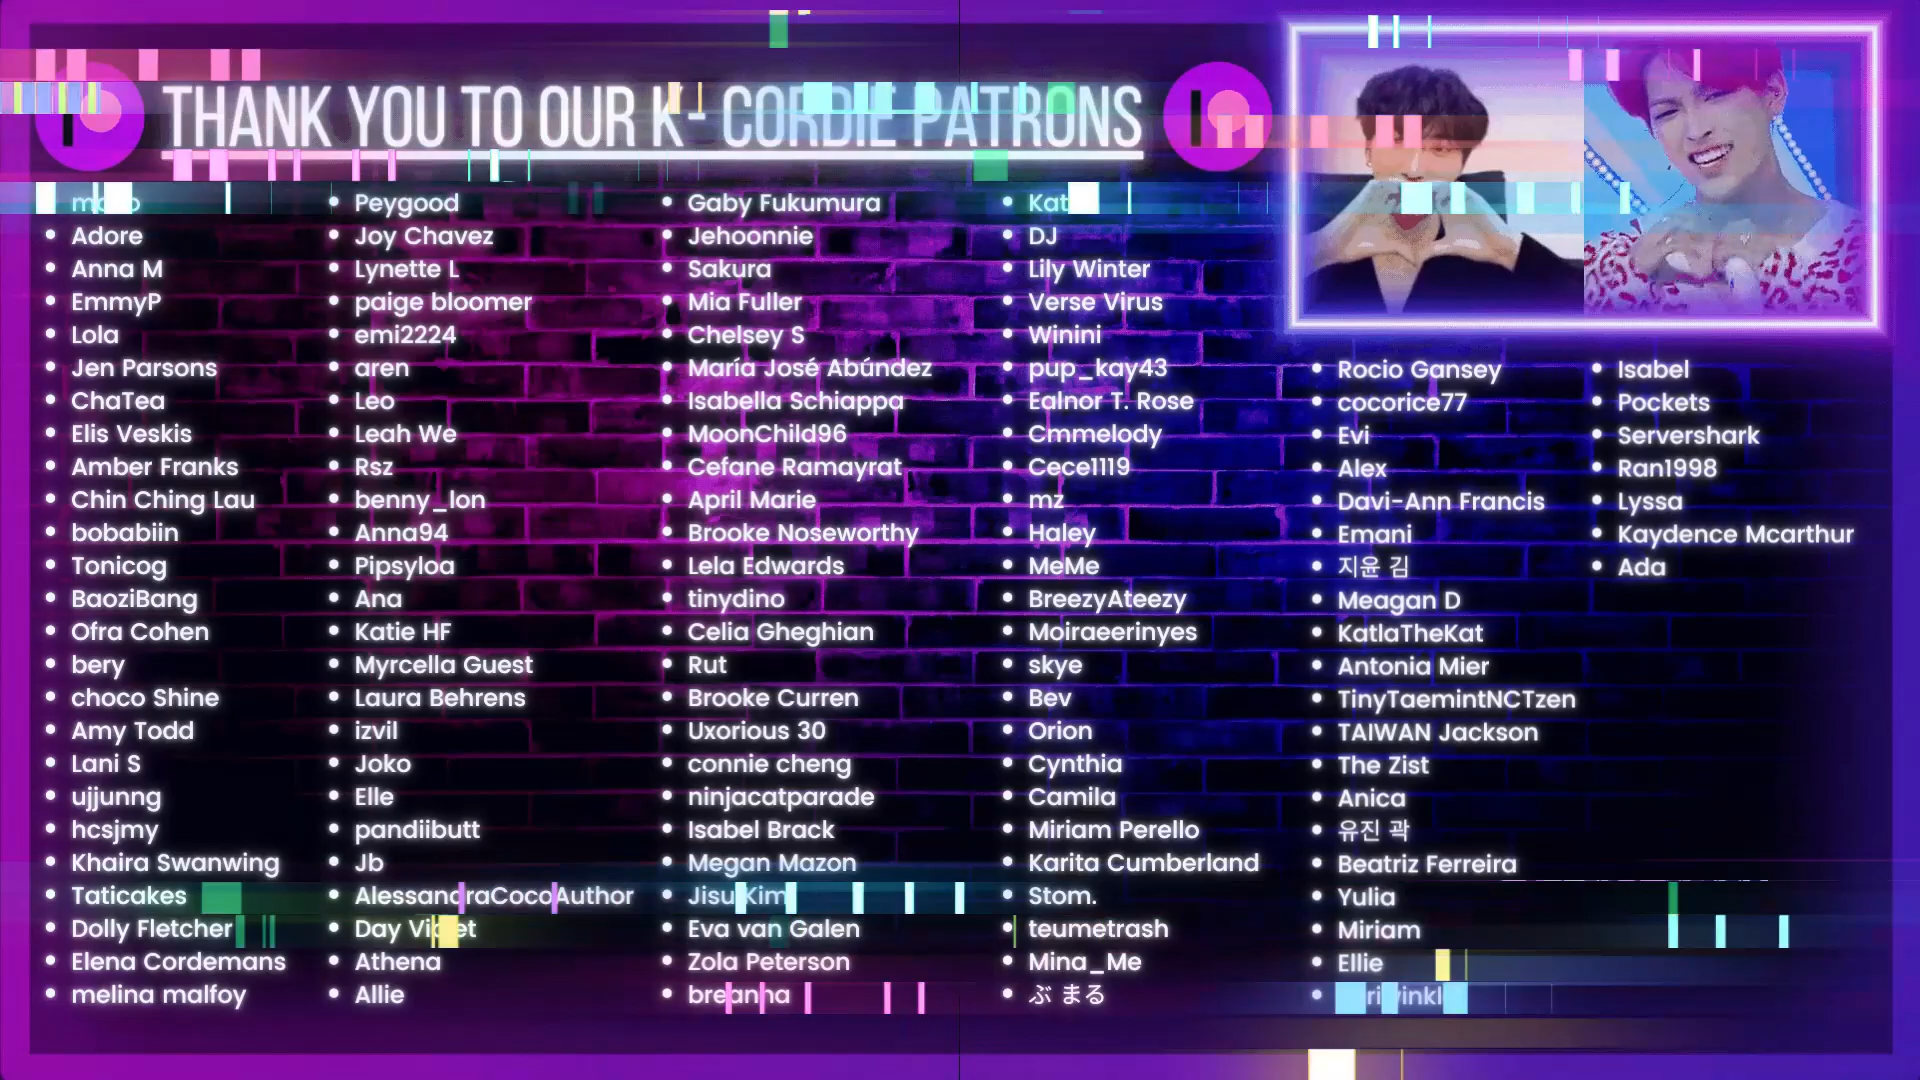 THANK YOU TO OUR K- CORDIE PATRONS
Adore
Anna M
EmmyP
Lola
Jen Parsons
ChaTea
Elis Veskis
Amber Franks
Chin Ching Lau
bobabiin
Tonicog
BaoziBang
Ofra Cohen
bery
choco Shine
Amy Todd
Lani S
ujjunng
hcsjmy
Khaira Swanwing
Taticakes
Dolly Fletcher
Elena Cordemans
melina malfoy
Peygood
Joy Chavez
Lynette L
paige bloomer
emi2224
aren
Leo
Leah We
Rsz
benny_lon
Anna94
Pipsyloa
Ana
Katie HF
Myrcella Guest
Laura Behrens
izvil
Joko
Elle
pandiibutt
Jb
AlessandraCocoAuthor
Day Violet
Athena
Allie
Gaby Fukumura
Jehoonnie
Sakura
Mia Fuller
Chelsey S
María José Abúndez
Isabella Schiappa
MoonChild96
Cefane Ramayrat
April Marie
Brooke Noseworthy
Lela Edwards
tinydino
Celia Gheghian
Rut
Brooke Curren
Uxorious 30
connie cheng
ninjacatparade
Isabel Brack
Megan Mazon
Jisu Kim
Eva van Galen
Zola Peterson
breanna
DJ
Lily Winter
Verse Virus
Winini
pup_kay43
Ealnor T. Rose
Cmmelody
Cece1119
mz
Haley
MeMe
BreezyAteezy
Moiraeerinyes
skye
Bev
Orion
Cynthia
Camila
Miriam Perello
Karita Cumberland
Stom.
teumetrash
Mina_Me
ぶ まる
Rocio Gansey
cocorice77
Evi
Alex
Davi-Ann Francis
Emani
지윤 김
Meagan D
KatlaTheKat
Antonia Mier
TinyTaemintNCTzen
TAIWAN Jackson
The Zist
Anica
유진 곽
Beatriz Ferreira
Yulia
Miriam
Ellie
Isabel
Pockets
Servershark
Ran1998
Lyssa
Kaydence Mcarthur
Ada